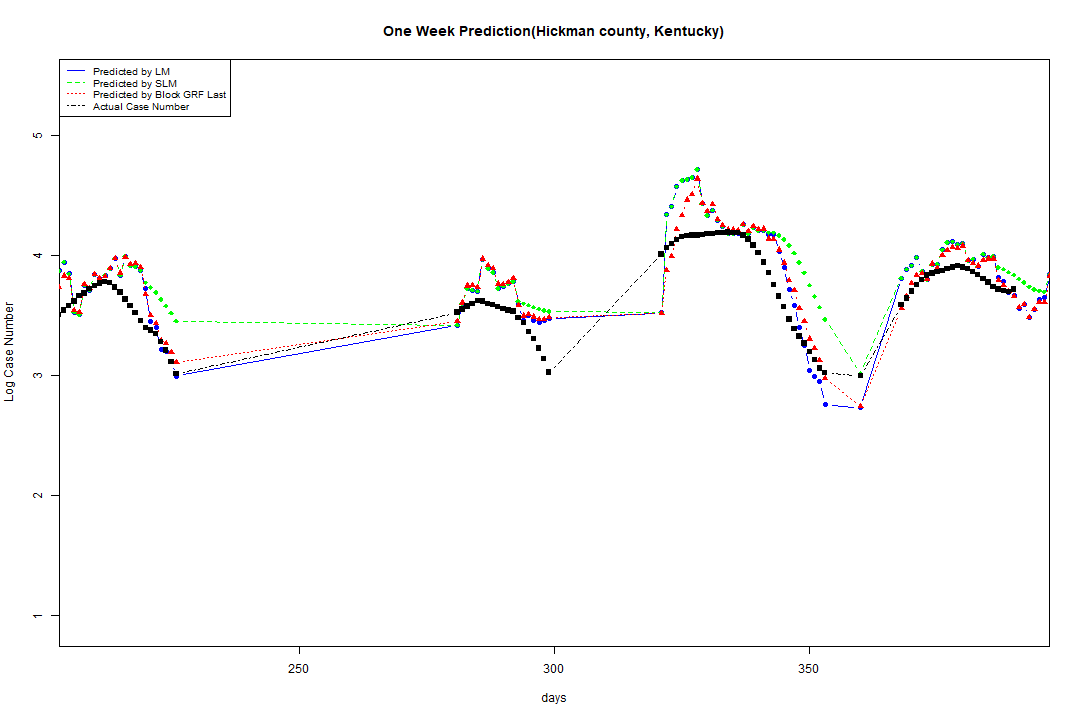 One Week Prediction(Hickman county, Kentucky)
Predicted by LM
Predicted by SLM
Predicted by Block GRF Last
Actual Case Number
5
4
3
2
1
Log Case Number
250 300 350
days